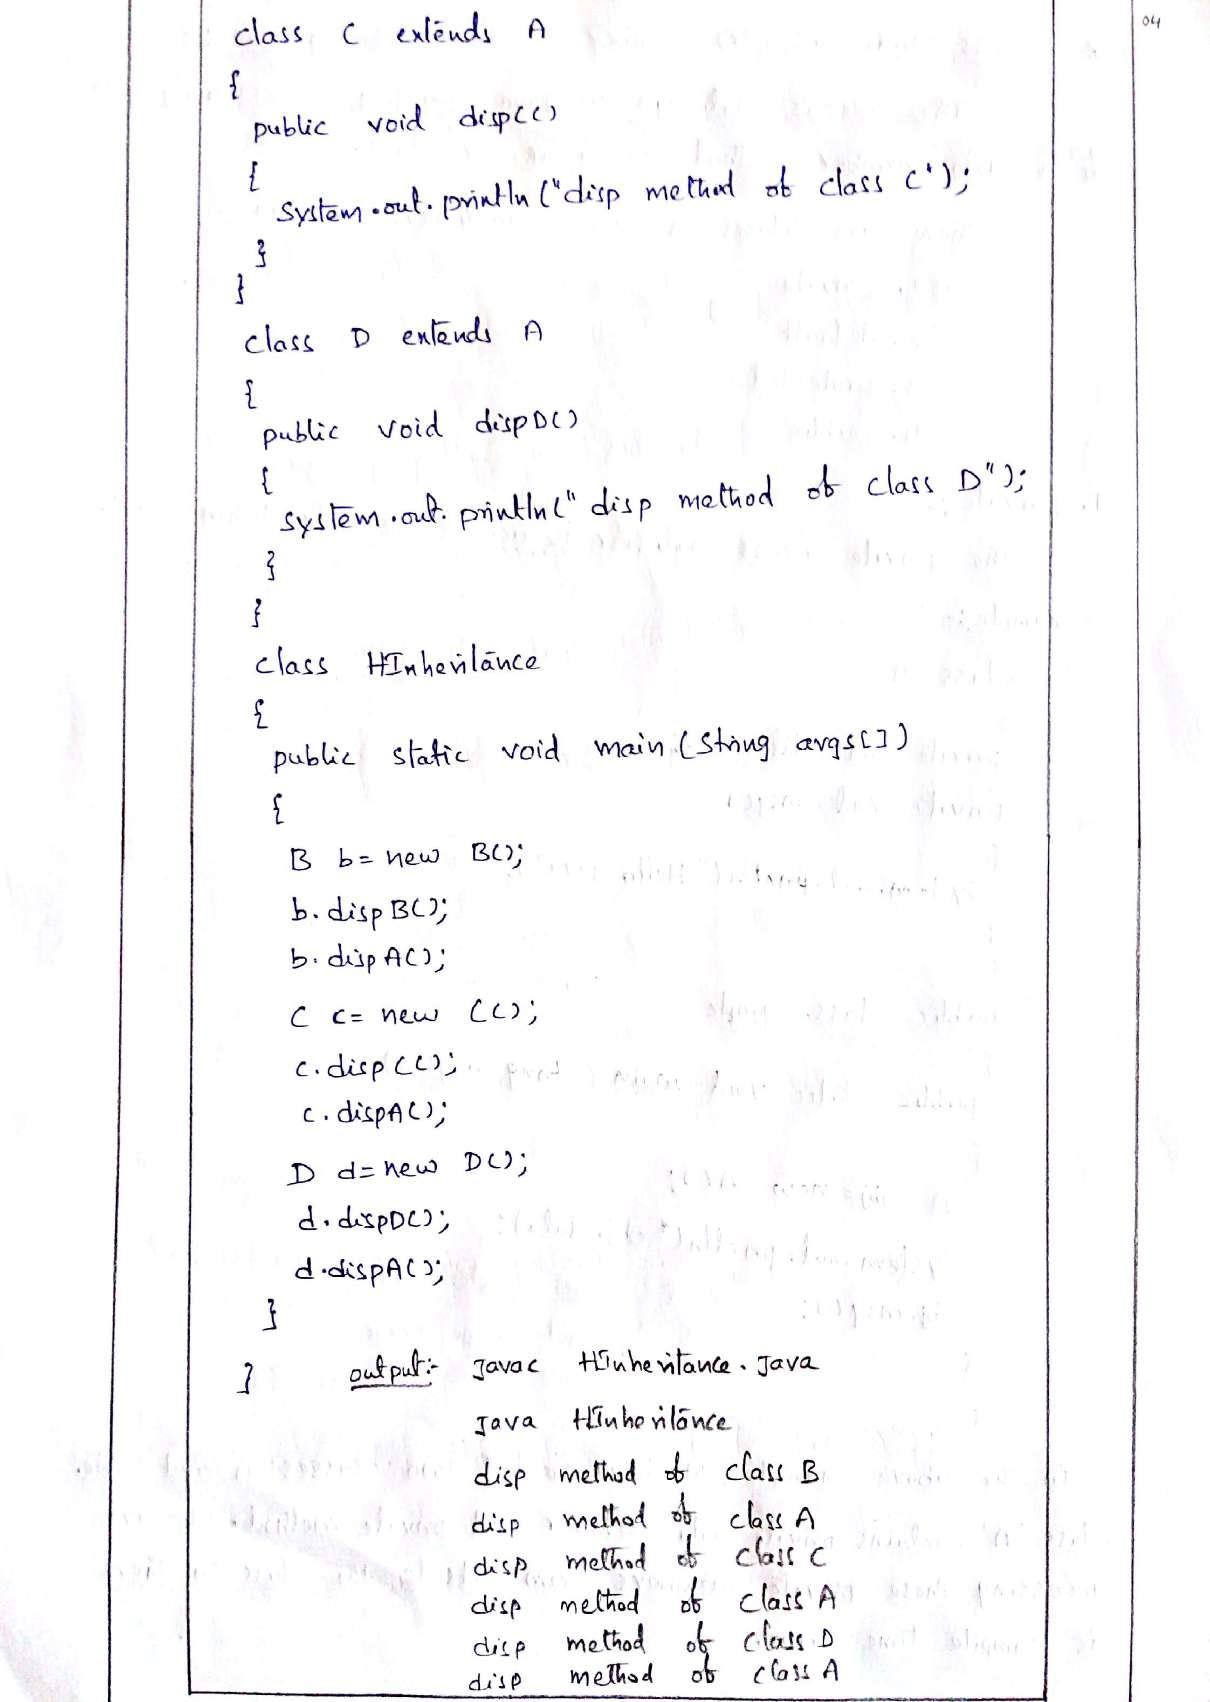 04
class C extends A
{
public void dispC()
{
System.out.println("disp method of class C");
}
}
class D extends A
{
public void dispD()
{
system.out.println("disp method of class D");
}
}
class HInheritance
{
public static void main(String args[])
{
B b= new B();
b.dispB();
b.dispA();
C c= new C();
c.dispC();
c.dispA();
D d= new D();
d.dispD();
d.dispA();
}
} output:- Javac HInheritance.Java
Java HInheritance
disp method of class B
disp method of class A
disp method of class C
disp method of class A
disp method of class D
disp method of class A